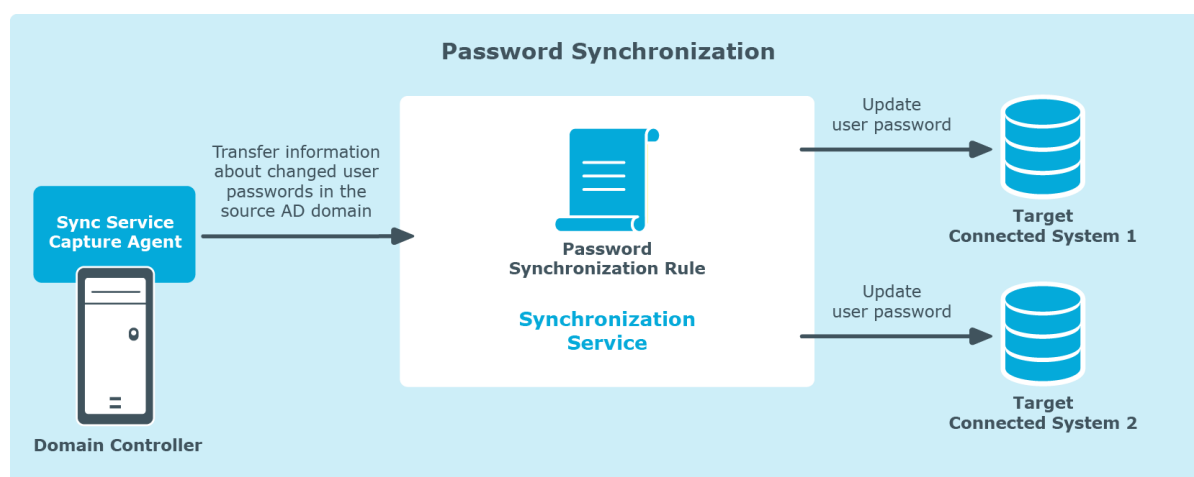 Password Synchronization
Transfer information
about changed user
passwords in the
source AD domain
Sync Service
Capture Agent
Domain Controller
Password
Synchronization Rule
Synchronization
Service
Update
user password
Target
Connected System 1
Update
user password
Target
Connected System 2